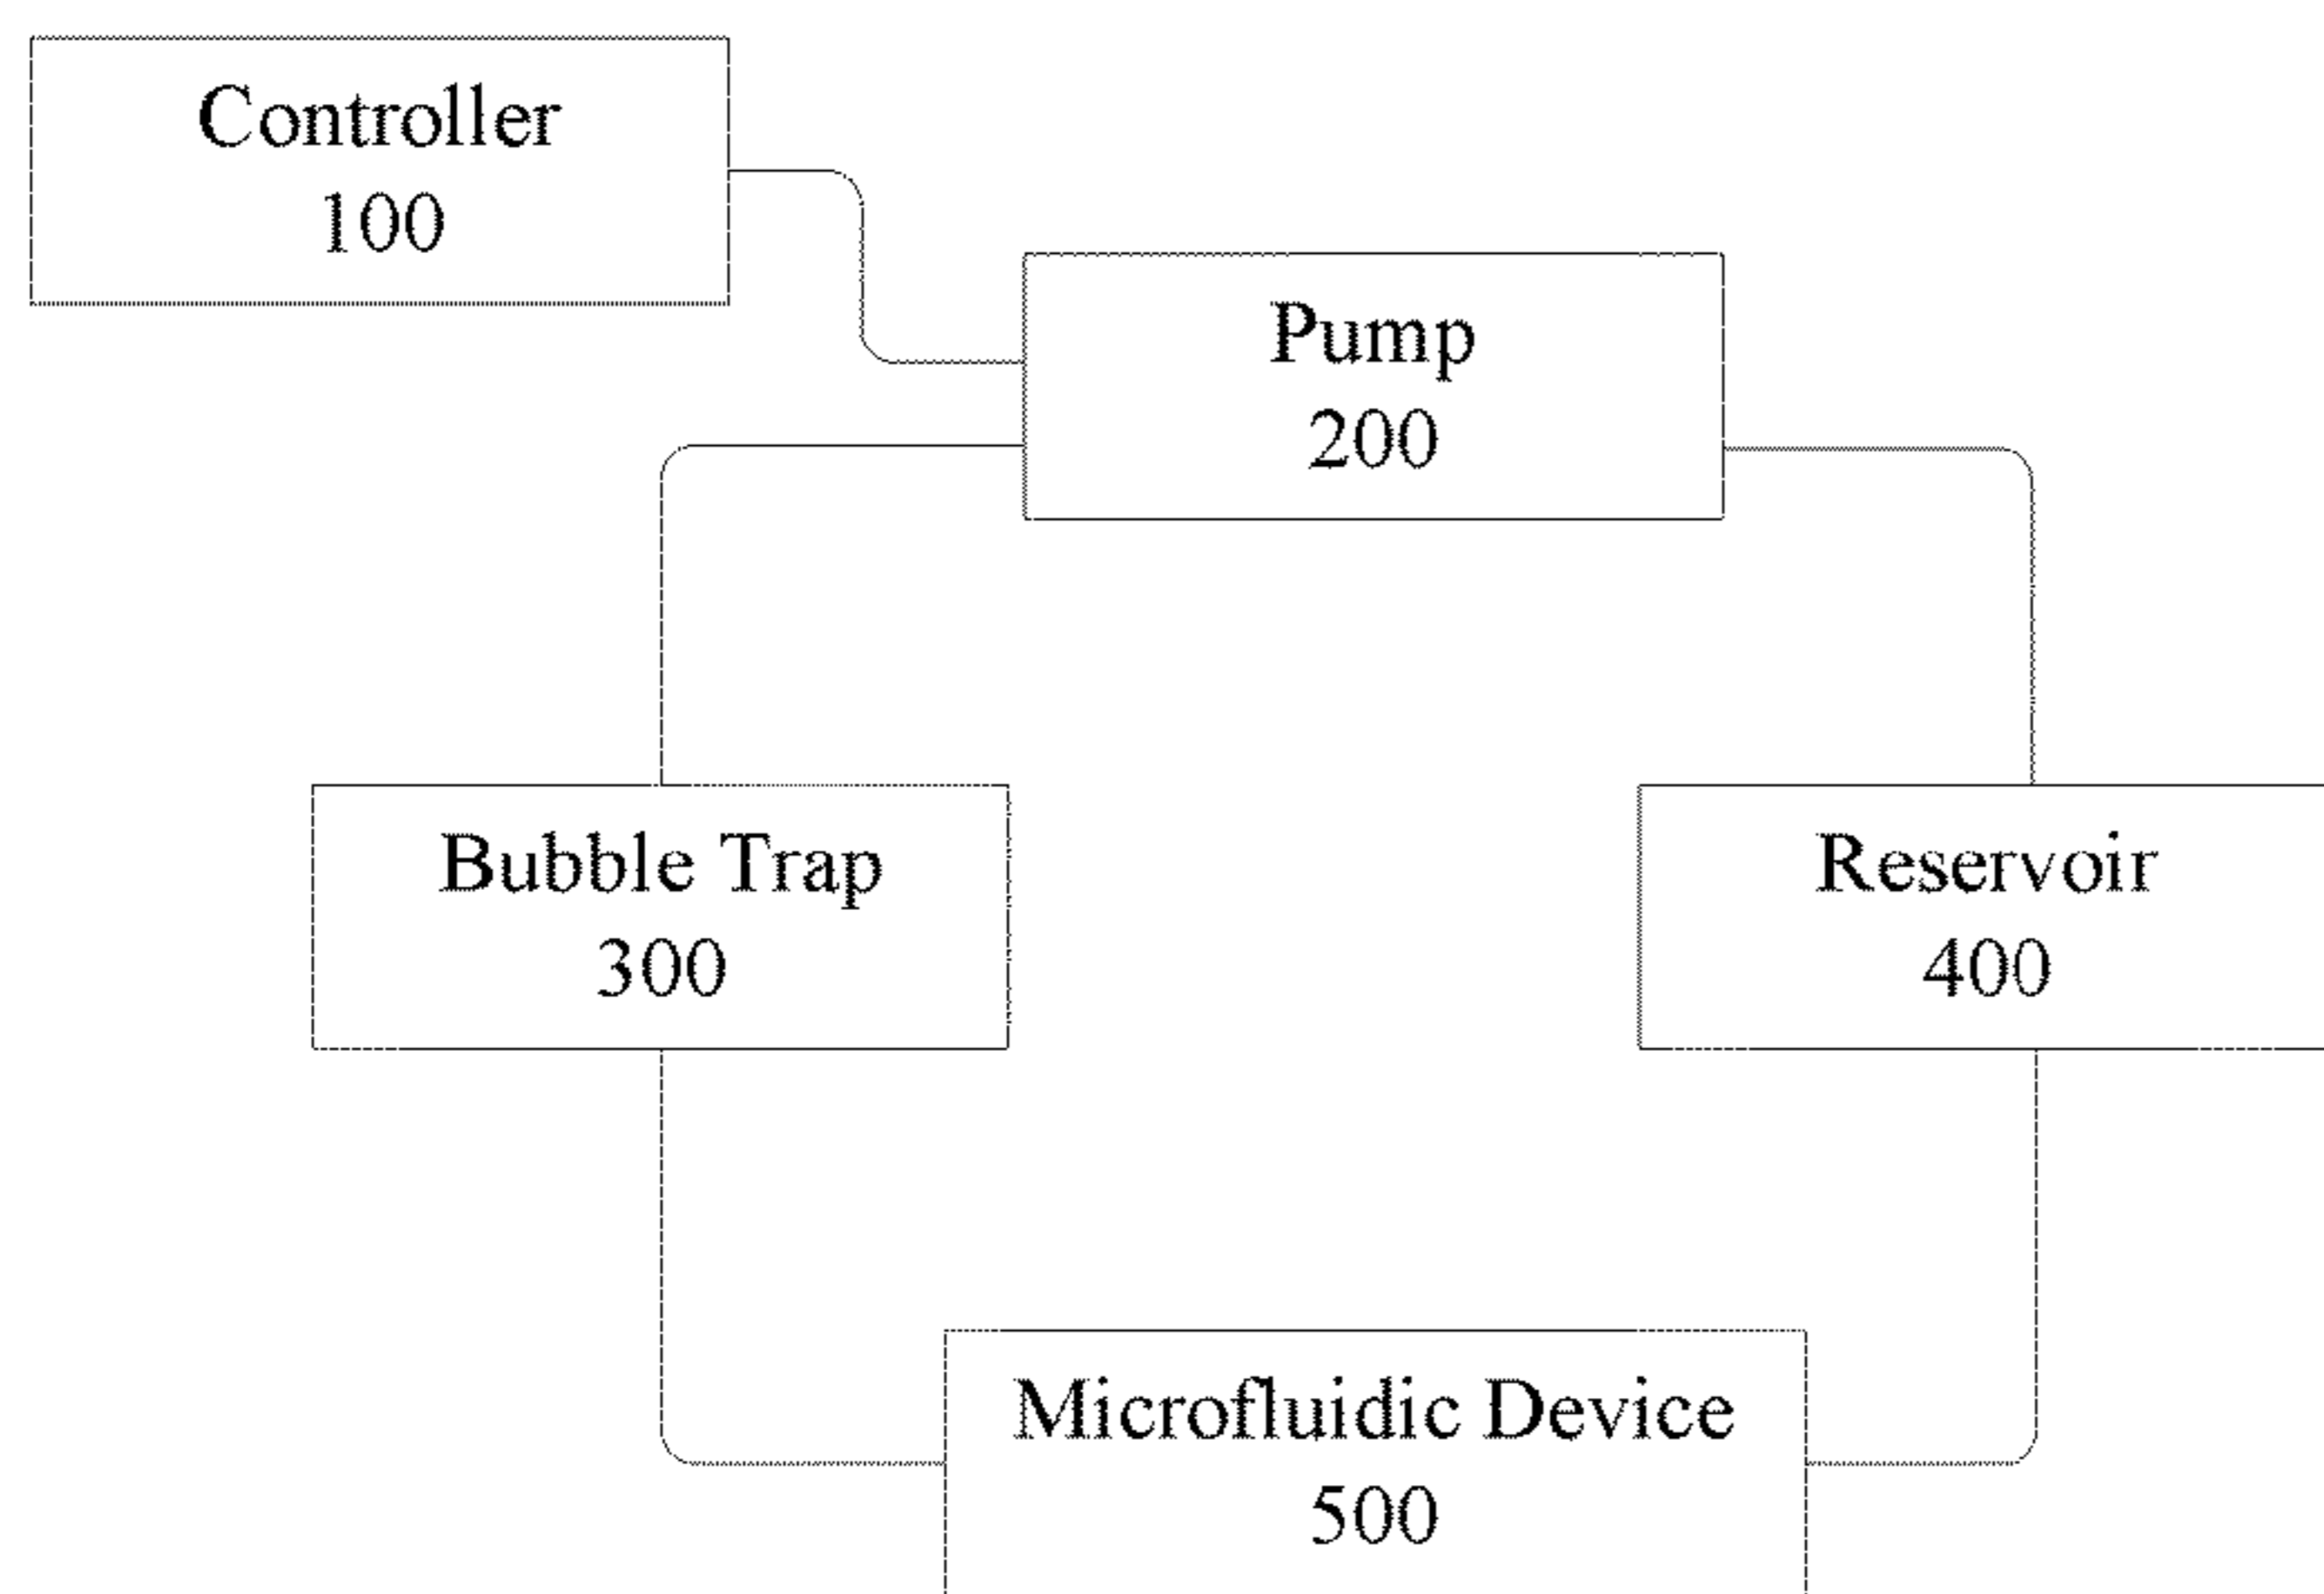 Controller
100
Pump
200
Bubble Trap
300
Reservoir
400
Microfluidic Device
500